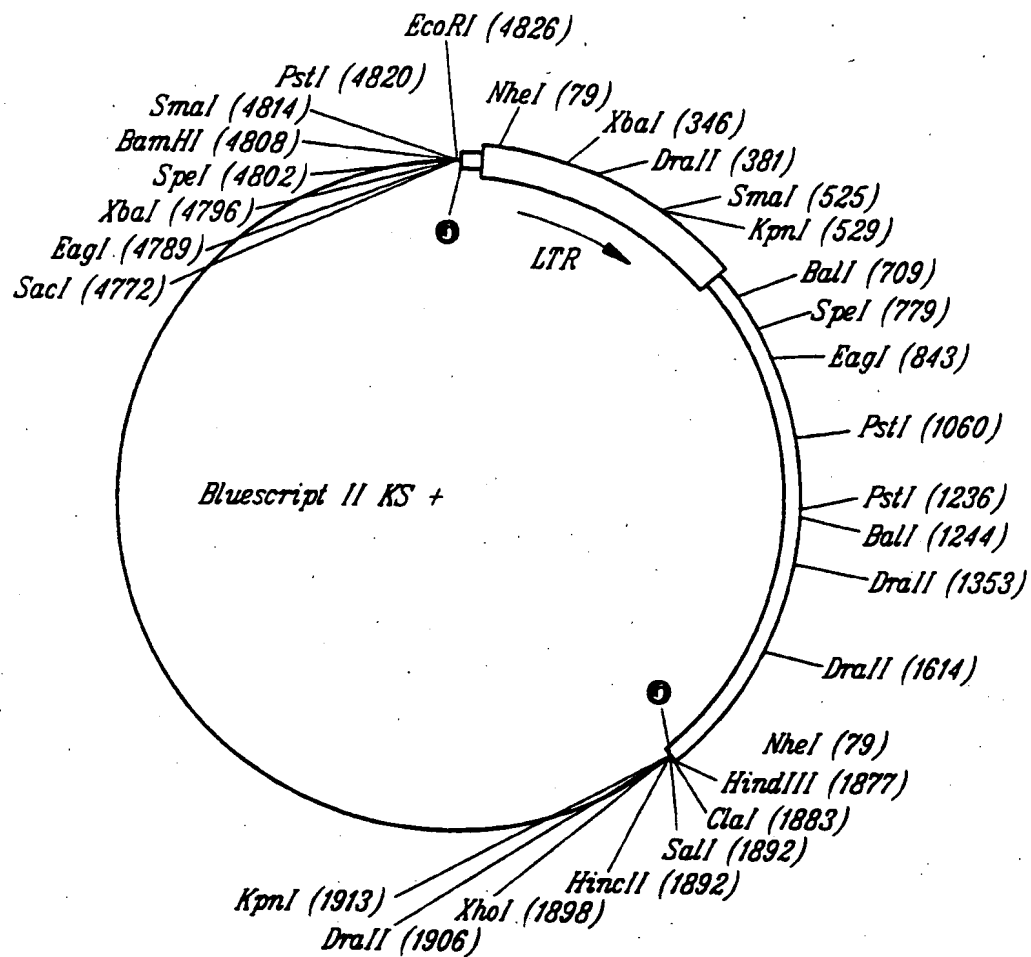 EcoRI (4826)
PstI (4820)
SmaI (4814)
BamHI (4808)
SpeI (4802)
XbaI (4796)
EagI (4789)
SacI (4772)
NheI (79)
XbaI (346)
DraII (381)
SmaI (525)
KpnI (529)
LTR
BalI (709)
SpeI (779)
EagI (843)
PstI (1060)
PstI (1236)
BalI (1244)
DraII (1353)
DraII (1614)
Bluescript II KS +
NheI (79)
HindIII (1877)
ClaI (1883)
SalI (1892)
HincII (1892)
XhoI (1898)
DraII (1906)
KpnI (1913)